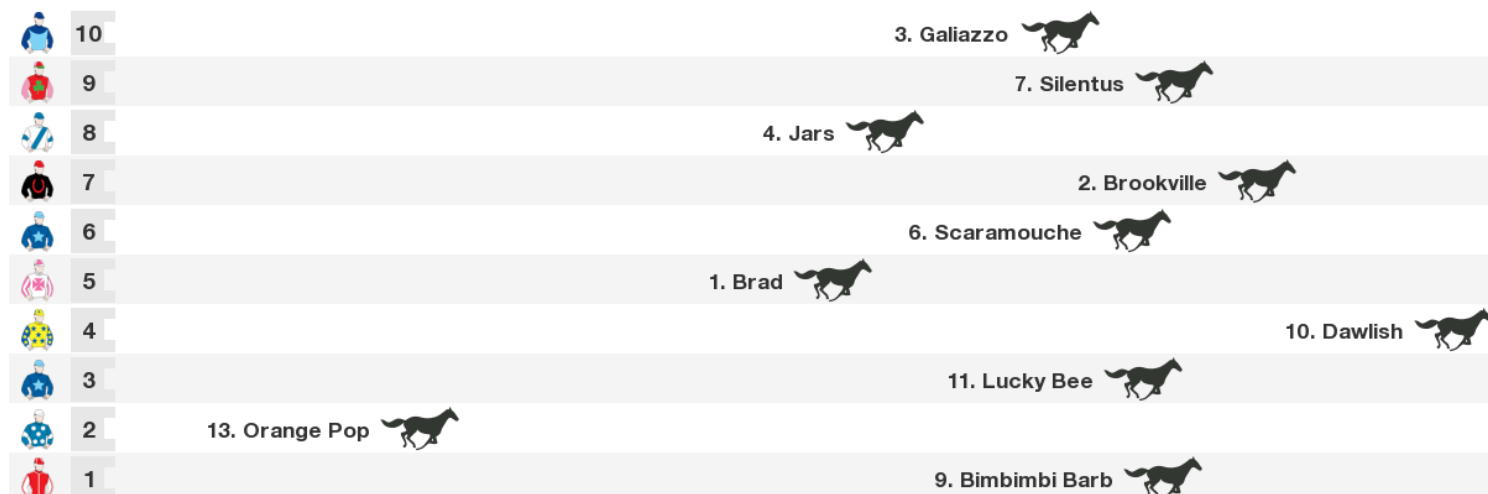 10 3. Galiazzo
9 7. Silentus
8 4. Jars
7 2. Brookville
6 6. Scaramouche
5 1. Brad
4 10. Dawlish
3 11. Lucky Bee
2 13. Orange Pop
1 9. Bimbimbi Barb